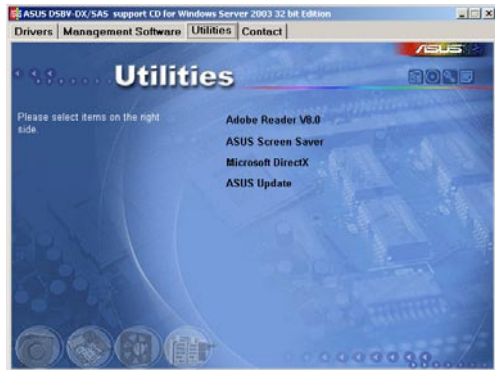 ASUS DSBV-DX/SAS support CD for Windows Server 2003 32 bit Edition
Drivers Management Software Utilities Contact
ASUS
Utilities
Please select items on the right
side.
Adobe Reader V8.0
ASUS Screen Saver
Microsoft DirectX
ASUS Update